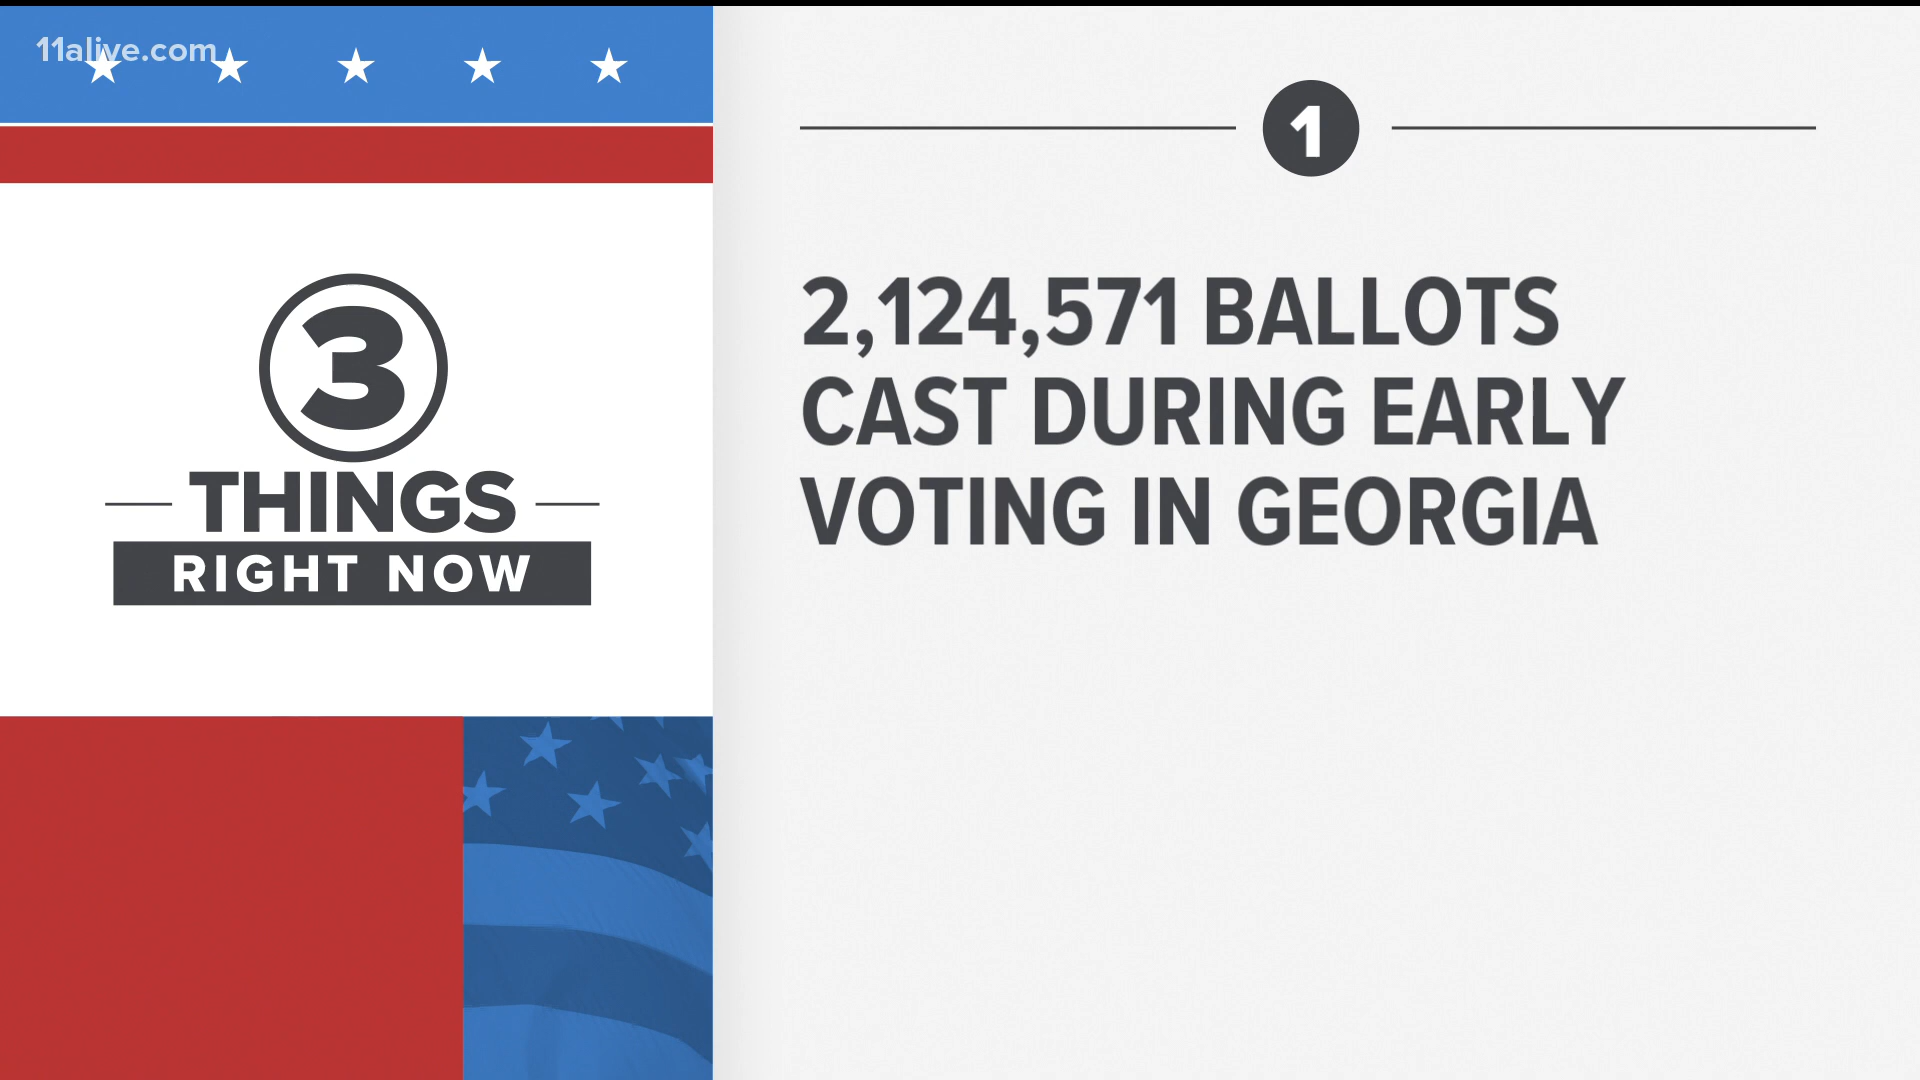 11alive.com
3
THINGS
RIGHT NOW
1
2,124,571 BALLOTS
CAST DURING EARLY
VOTING IN GEORGIA